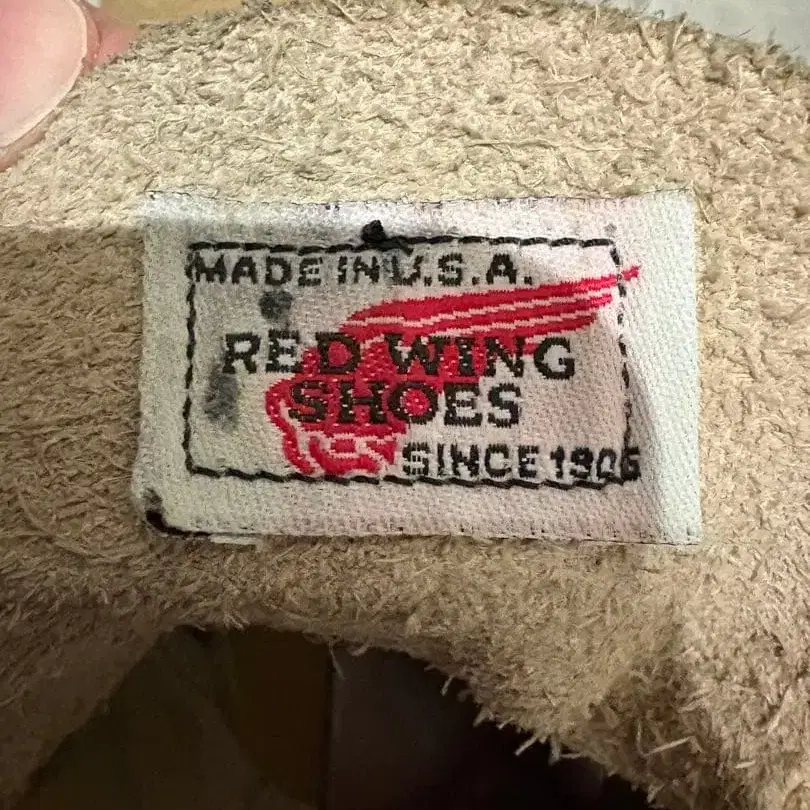 MADE IN U.S.A.
RED WING
SHOES
SINCE 1905